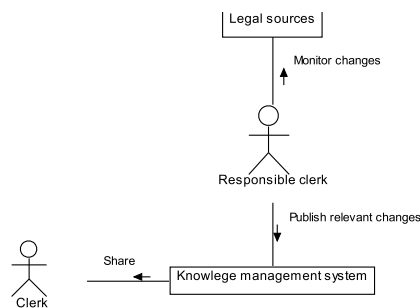 Legal sources
Monitor changes
Responsible clerk
Publish relevant changes
Share
Knowlege management system
Clerk